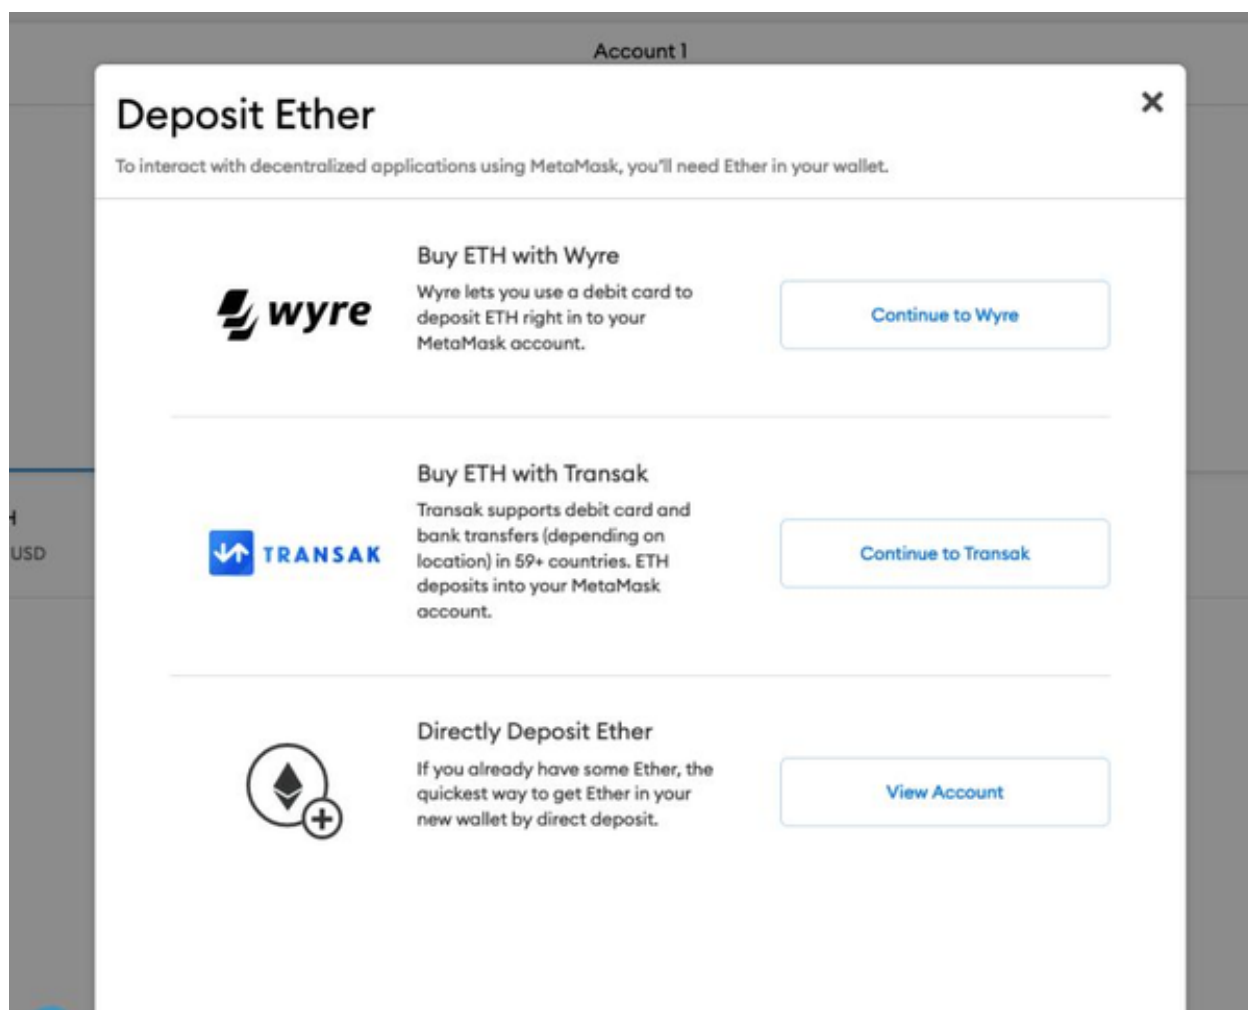 Account 1
Deposit Ether
To interact with decentralized applications using MetaMask, you'll need Ether in your wallet.
Buy ETH with Wyre
wyre
Wyre lets you use a debit card to
deposit ETH right in to your
MetaMask account.
Continue to Wyre
Buy ETH with Transak
TRANSAK
Transak supports debit card and
bank transfers (depending on
location) in 59+ countries. ETH
deposits into your MetaMask
account.
Continue to Transak
USD
Directly Deposit Ether
If you already have some Ether, the
quickest way to get Ether in your
new wallet by direct deposit.
View Account